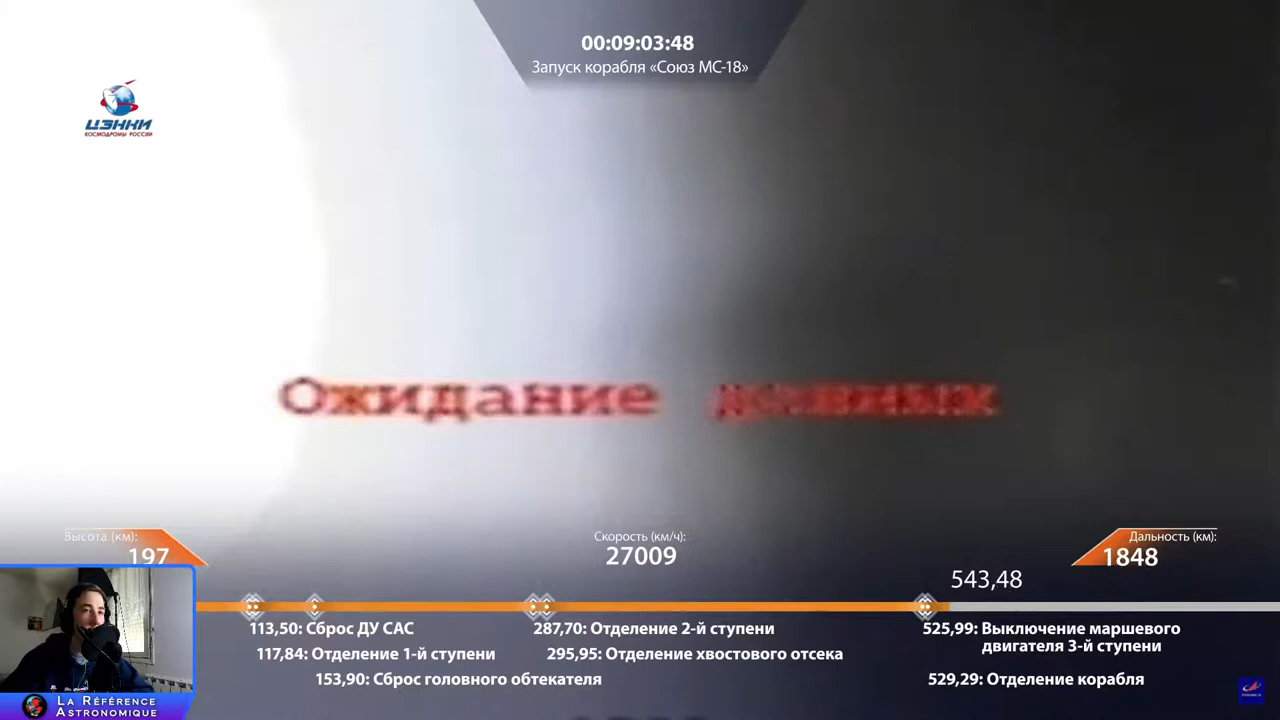 00:09:03:48
Запуск корабля «Союз МС-18»
ЦЭНКИ
КОСМОДРОМЫ РОССИИ
Ожидание
Высота (км):
197
Скорость (км/ч):
27009
Дальность (км):
1848
543,48
113,50: Сброс ДУ САС
287,70: Отделение 2-й ступени
525,99: Выключение маршевого
двигателя 3-й ступени
117,84: Отделение 1-й ступени
295,95: Отделение хвостового отсека
153,90: Сброс головного обтекателя
529,29: Отделение корабля
LA RÉFÉRENCE
ASTRONOMIQUE